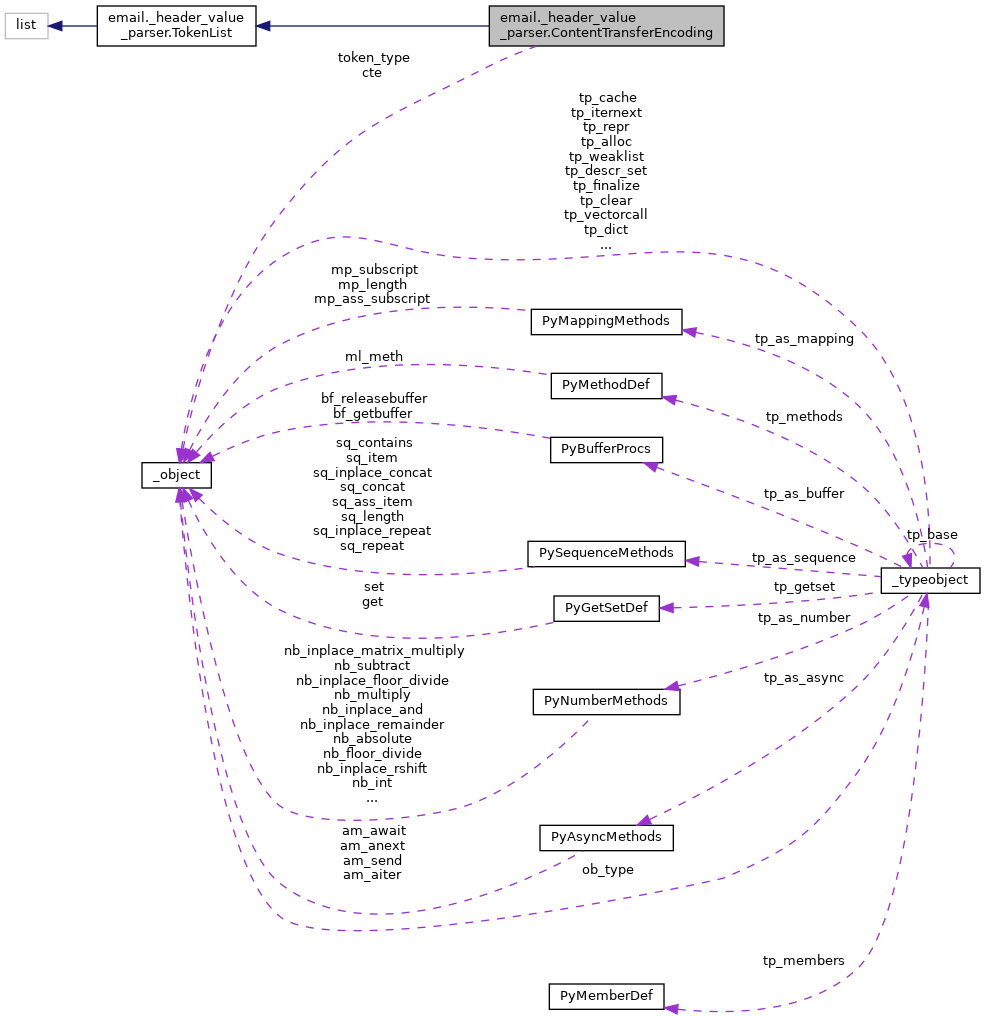 list
email._header_value
_parser.TokenList
email._header_value
_parser.ContentTransferEncoding
token_type
cte
tp_cache
tp_iternext
tp_repr
tp_alloc
tp_weaklist
tp_descr_set
tp_finalize
tp_clear
tp_vectorcall
tp_dict
...
mp_subscript
mp_length
mp_ass_subscript
PyMappingMethods
tp_as_mapping
ml_meth
PyMethodDef
tp_methods
bf_releasebuffer
bf_getbuffer
PyBufferProcs
_object
sq_contains
sq_item
sq_inplace_concat
sq_concat
sq_ass_item
sq_length
sq_inplace_repeat
sq_repeat
tp_as_buffer
tp_base
PySequenceMethods
tp_as_sequence
_typeobject
set
get
PyGetSetDef
tp_getset
tp_as_number
nb_inplace_matrix_multiply
nb_subtract
nb_inplace_floor_divide
nb_multiply
nb_inplace_and
nb_inplace_remainder
nb_absolute
nb_floor_divide
nb_inplace_rshift
nb_int
...
PyNumberMethods
tp_as_async
am_await
am_anext
am_send
am_aiter
PyAsyncMethods
ob_type
tp_members
PyMemberDef